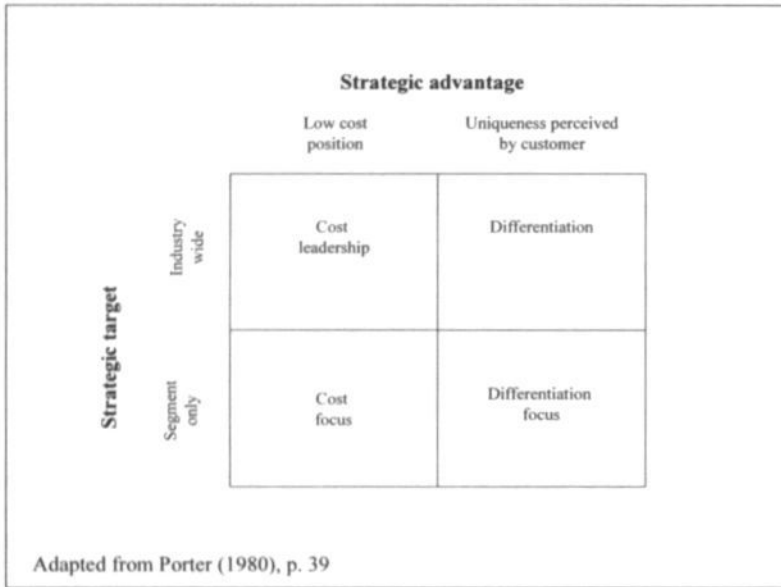 Strategic advantage
Low cost
position
Uniqueness perceived
by customer
Strategic target
Industry
wide
Cost
leadership
Differentiation
Segment
only
Cost
focus
Differentiation
focus
Adapted from Porter (1980), p. 39